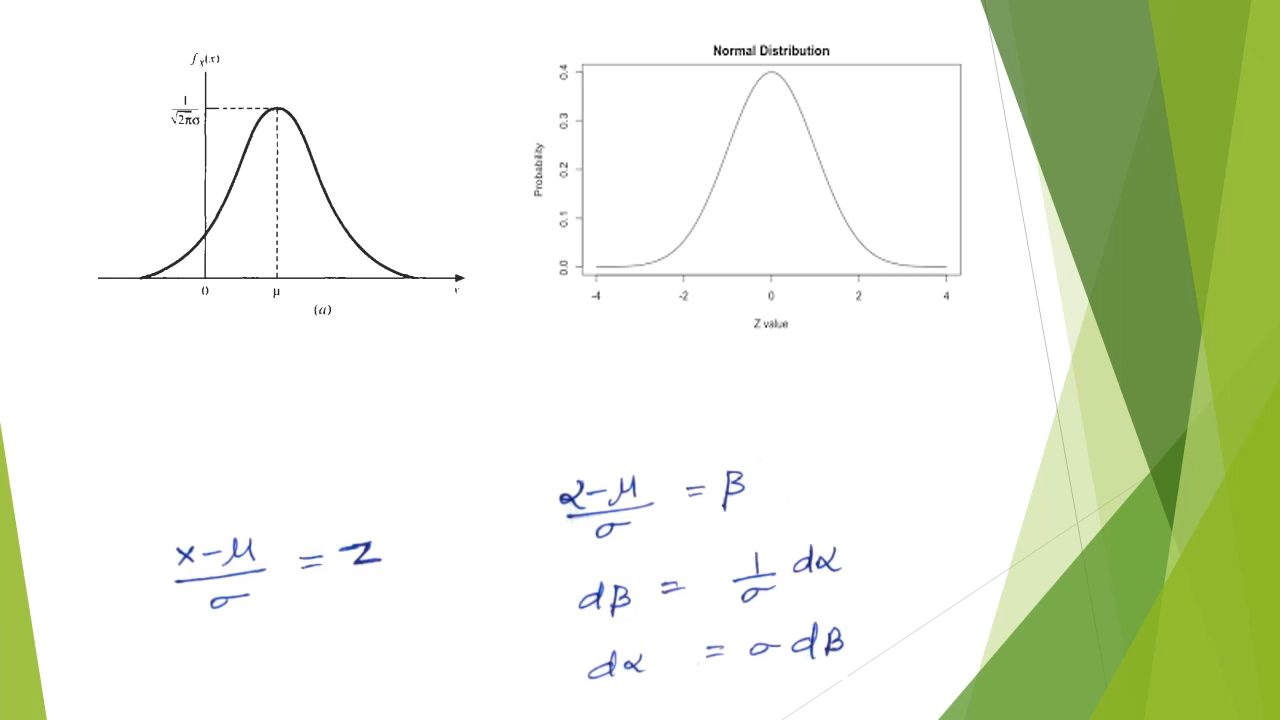 f_X(x)
1/√2πσ
0 μ x
(a)
Normal Distribution
Probability
0.4
0.3
0.2
0.1
0.0
-4 -2 0 2 4
Z value
(x-μ)/σ = Z
(α-μ)/σ = β
dβ = 1/σ dα
dα = σ dβ